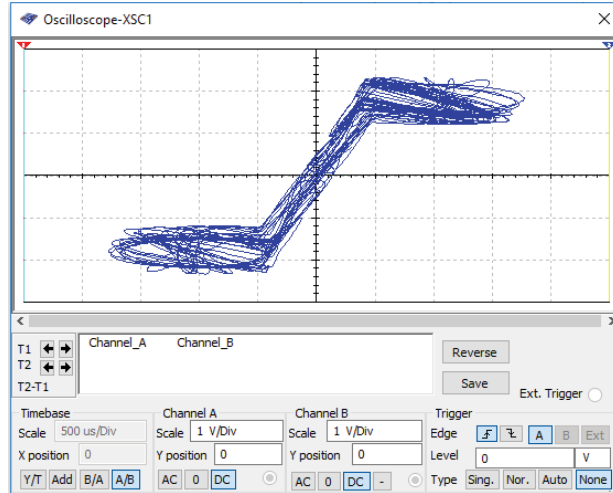 Oscilloscope-XSC1
T1
T2
T2-T1
Channel_A Channel_B
Reverse
Save
Ext. Trigger
Timebase
Scale 500 us/Div
X position 0
Y/T Add B/A A/B
Channel A
Scale 1 V/Div
Y position 0
AC 0 DC
Channel B
Scale 1 V/Div
Y position 0
AC 0 DC -
Trigger
Edge A B Ext
Level 0 V
Type Sing. Nor. Auto None